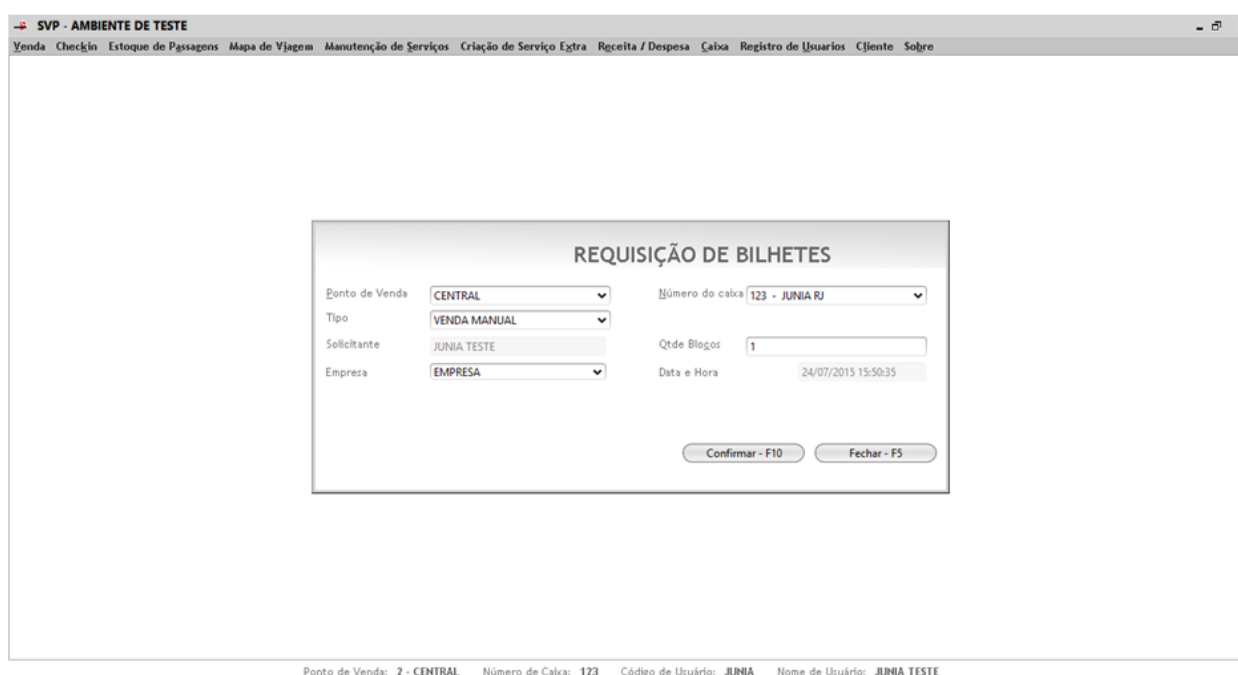 SVP - AMBIENTE DE TESTE
Venda Checkin Estoque de Passagens Mapa de Viagem Manutenção de Serviços Criação de Serviço Extra Receita / Despesa Caixa Registro de Usuarios Cliente Sobre
REQUISIÇÃO DE BILHETES
Ponto de Venda CENTRAL Número do caixa 123 - JUNIA RJ
Tipo VENDA MANUAL
Solicitante JUNIA TESTE Qtde Blogos 1
Empresa EMPRESA Data e Hora 24/07/2015 15:50:35
Confirmar - F10 Fechar - F5
Ponto de Venda: 2 - CENTRAL Número de Caixa: 123 Código de Usuário: JUNIA Nome de Usuário: JUNIA TESTE